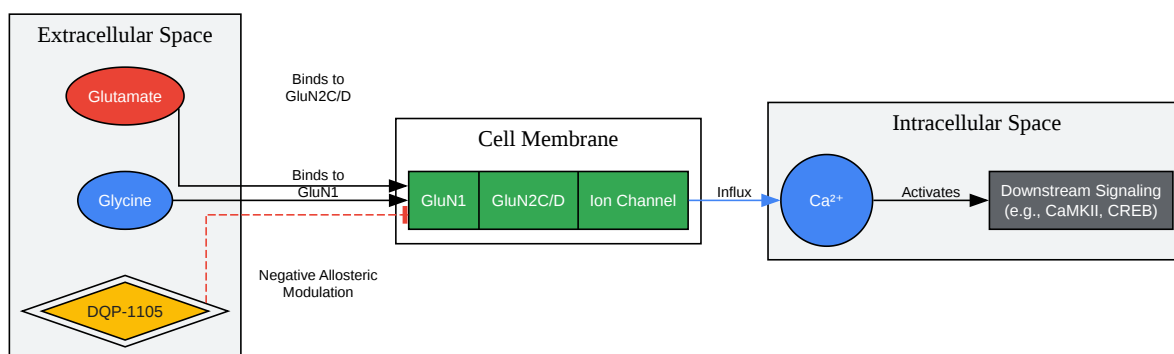 Extracellular Space
Glutamate
Glycine
DQP-1105
Binds to
GluN2C/D
Binds to
GluN1
Negative Allosteric
Modulation
Cell Membrane
GluN1
GluN2C/D
Ion Channel
Influx
Intracellular Space
Ca²⁺
Activates
Downstream Signaling
(e.g., CaMKII, CREB)